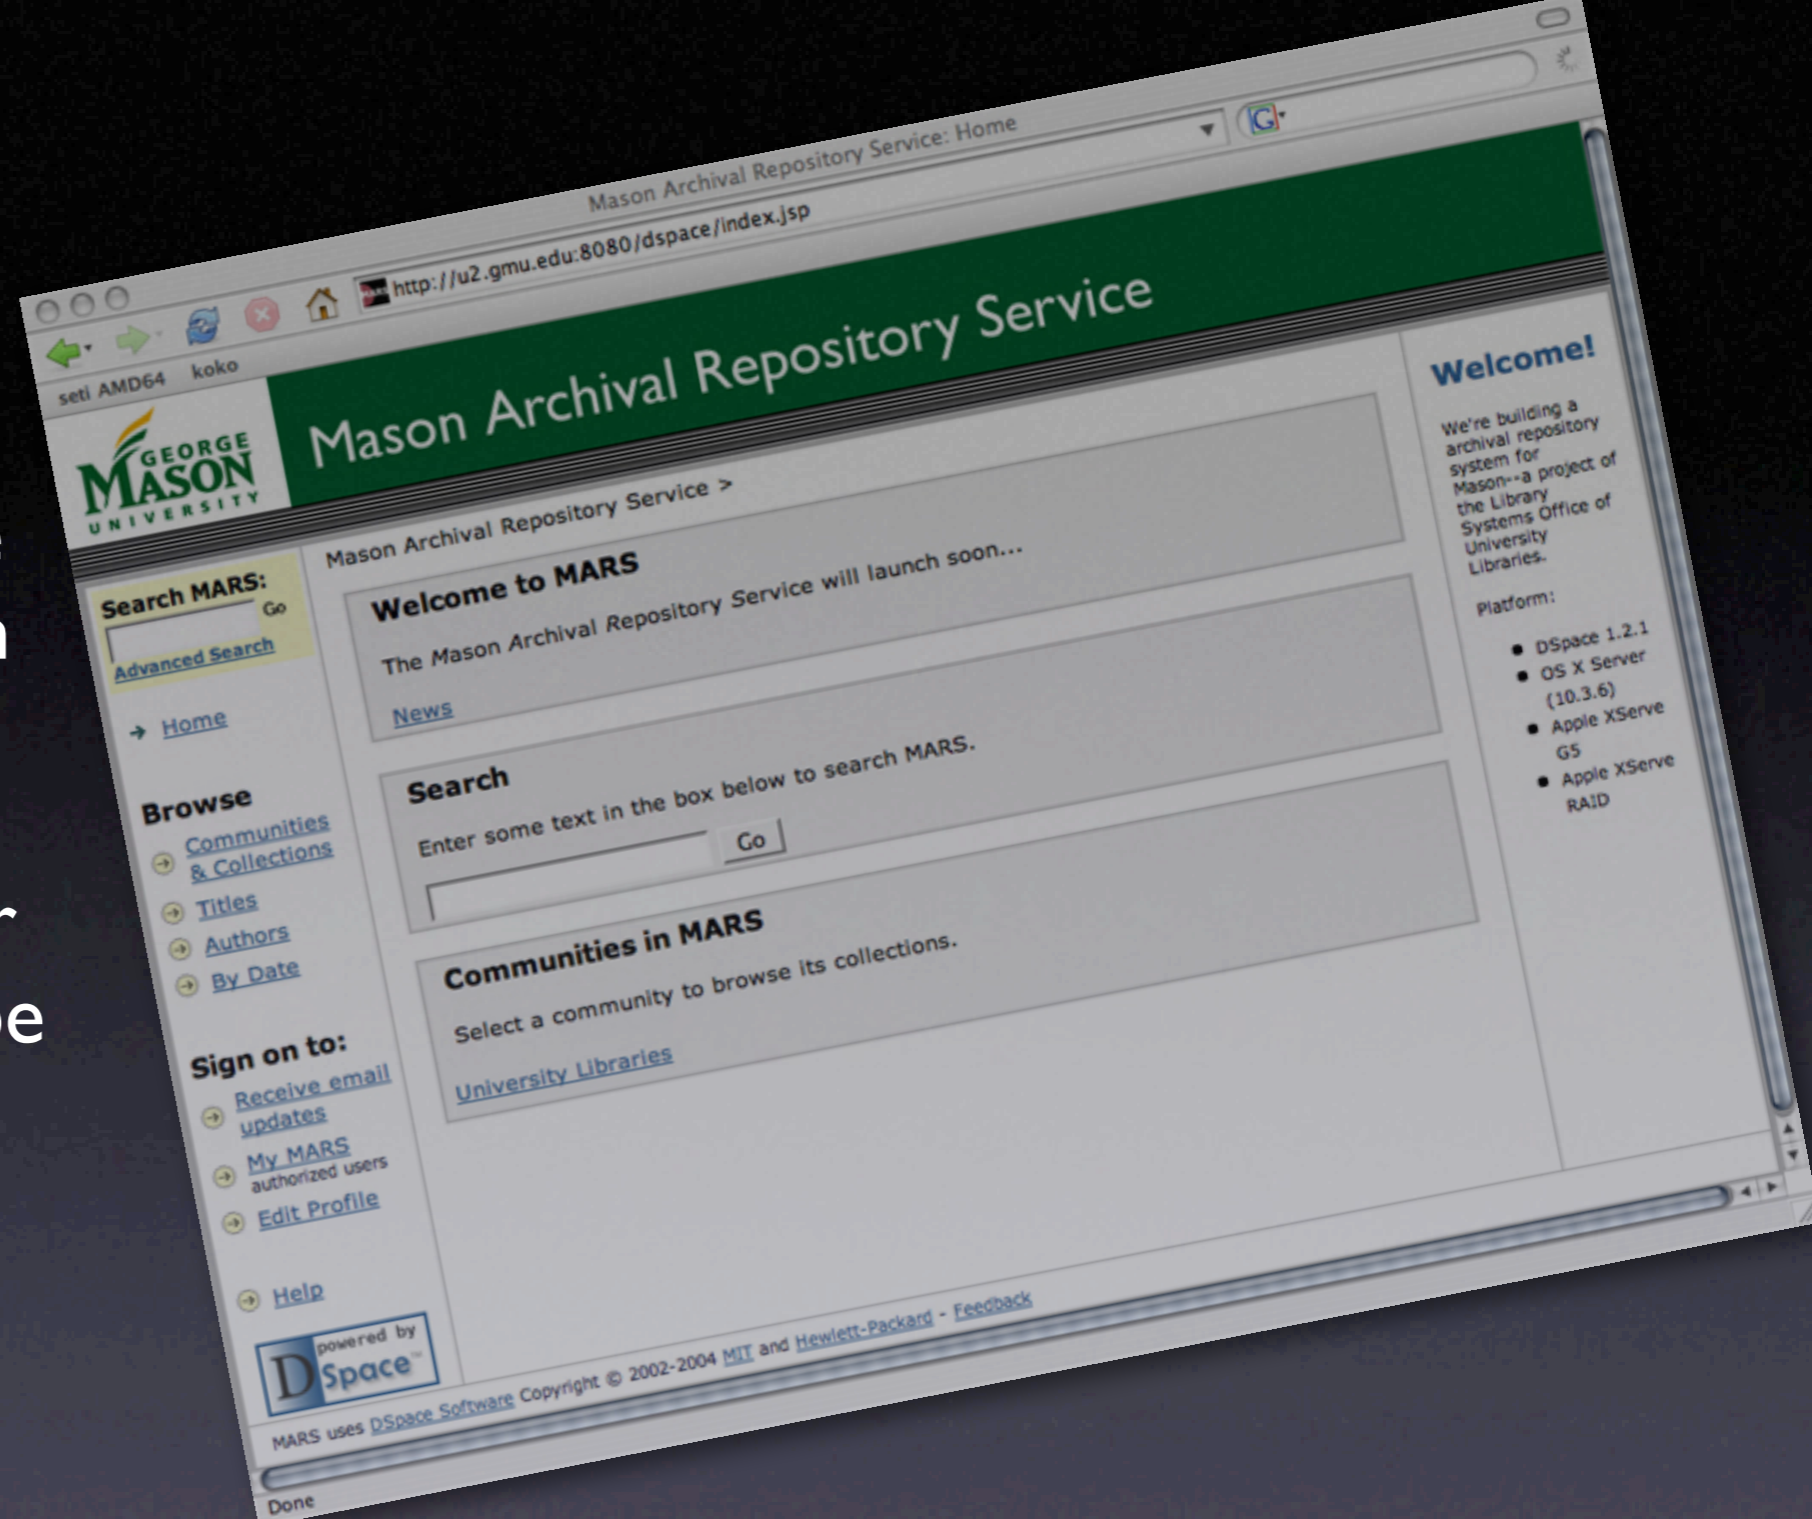 Mason Archival Repository Service: Home
http://u2.gmu.edu:8080/dspace/index.jsp
G
seti AMD64 koko
GEORGE
MASON
UNIVERSITY
Mason Archival Repository Service
Mason Archival Repository Service >
Search MARS:
Go
Advanced Search
Home
Browse
Communities
& Collections
Titles
Authors
By Date
Sign on to:
Receive email
updates
My MARS
authorized users
Edit Profile
Help
powered by
DSpace™
Welcome to MARS
The Mason Archival Repository Service will launch soon...
News
Search
Enter some text in the box below to search MARS.
Go
Communities in MARS
Select a community to browse its collections.
University Libraries
Welcome!
We're building a
archival repository
system for
Mason--a project of
the Library
Systems Office of
University
Libraries.
Platform:
DSpace 1.2.1
OS X Server
(10.3.6)
Apple XServe
G5
Apple XServe
RAID
MARS uses DSpace Software Copyright © 2002-2004 MIT and Hewlett-Packard - Feedback
Done